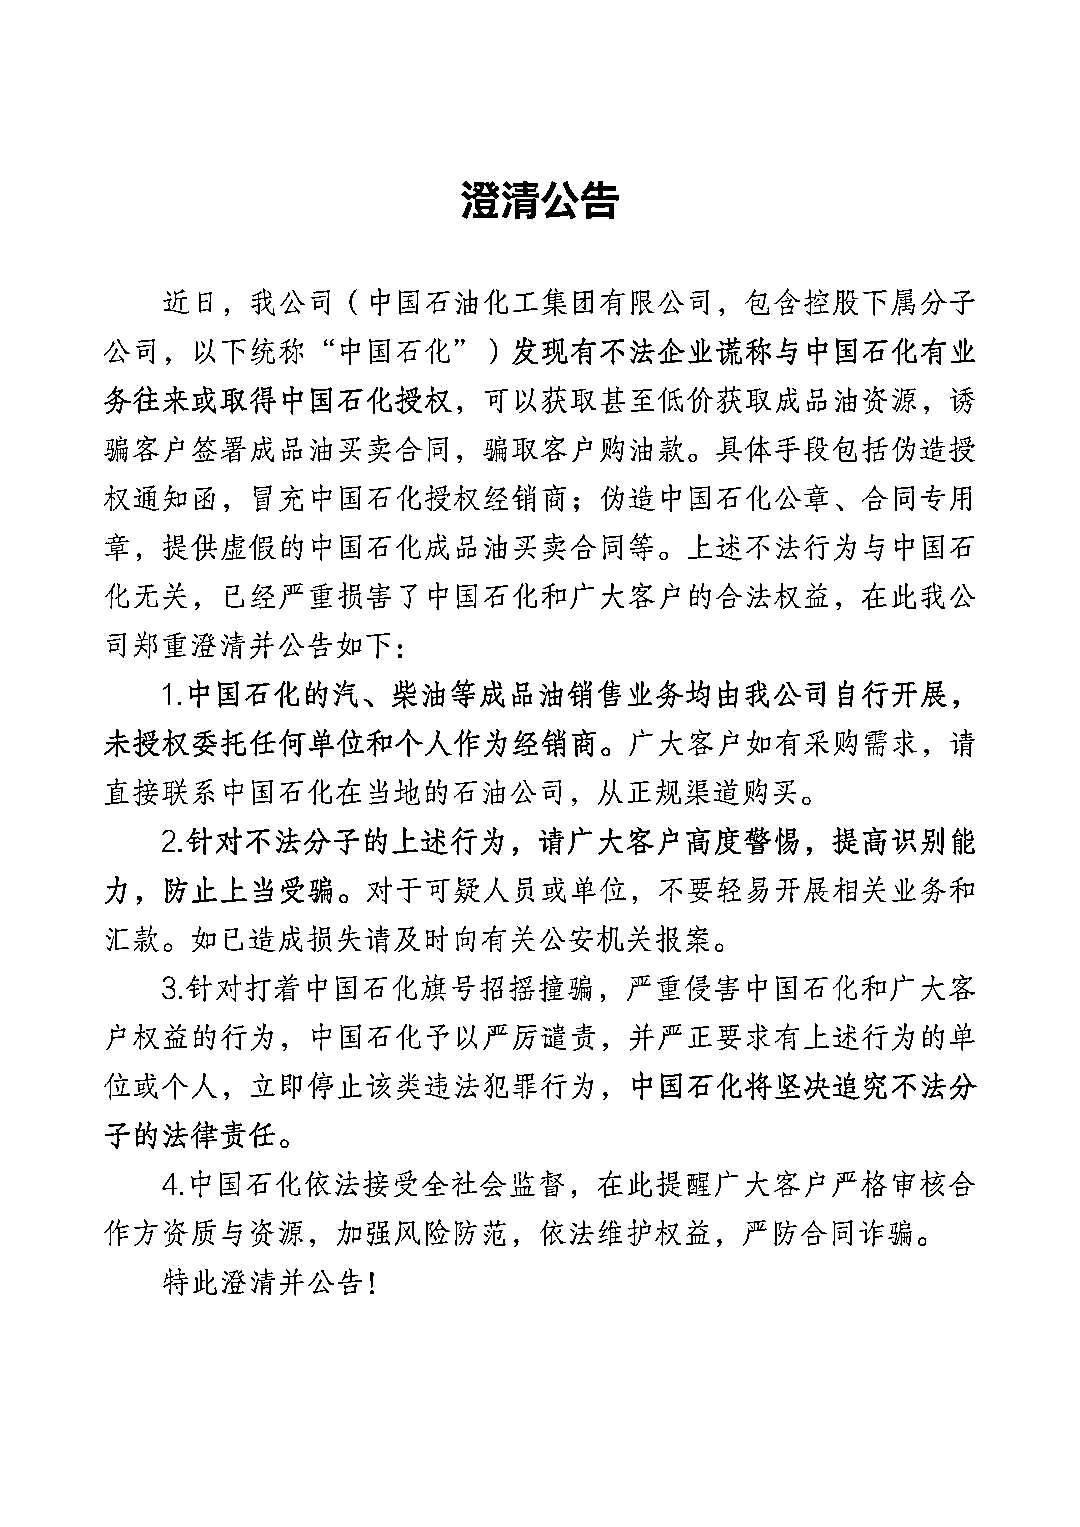 澄清公告
近日，我公司（中国石油化工集团有限公司，包含控股下属分子
公司，以下统称“中国石化”）发现有不法企业谎称与中国石化有业
务往来或取得中国石化授权，可以获取甚至低价获取成品油资源，诱
骗客户签署成品油买卖合同，骗取客户购油款。具体手段包括伪造授
权通知函，冒充中国石化授权经销商；伪造中国石化公章、合同专用
章，提供虚假的中国石化成品油买卖合同等。上述不法行为与中国石
化无关，已经严重损害了中国石化和广大客户的合法权益，在此我公
司郑重澄清并公告如下：
1.中国石化的汽、柴油等成品油销售业务均由我公司自行开展，
未授权委托任何单位和个人作为经销商。广大客户如有采购需求，请
直接联系中国石化在当地的石油公司，从正规渠道购买。
2.针对不法分子的上述行为，请广大客户高度警惕，提高识别能
力，防止上当受骗。对于可疑人员或单位，不要轻易开展相关业务和
汇款。如已造成损失请及时向有关公安机关报案。
3.针对打着中国石化旗号招摇撞骗，严重侵害中国石化和广大客
户权益的行为，中国石化予以严厉谴责，并严正要求有上述行为的单
位或个人，立即停止该类违法犯罪行为，中国石化将坚决追究不法分
子的法律责任。
4.中国石化依法接受全社会监督，在此提醒广大客户严格审核合
作方资质与资源，加强风险防范，依法维护权益，严防合同诈骗。
特此澄清并公告！